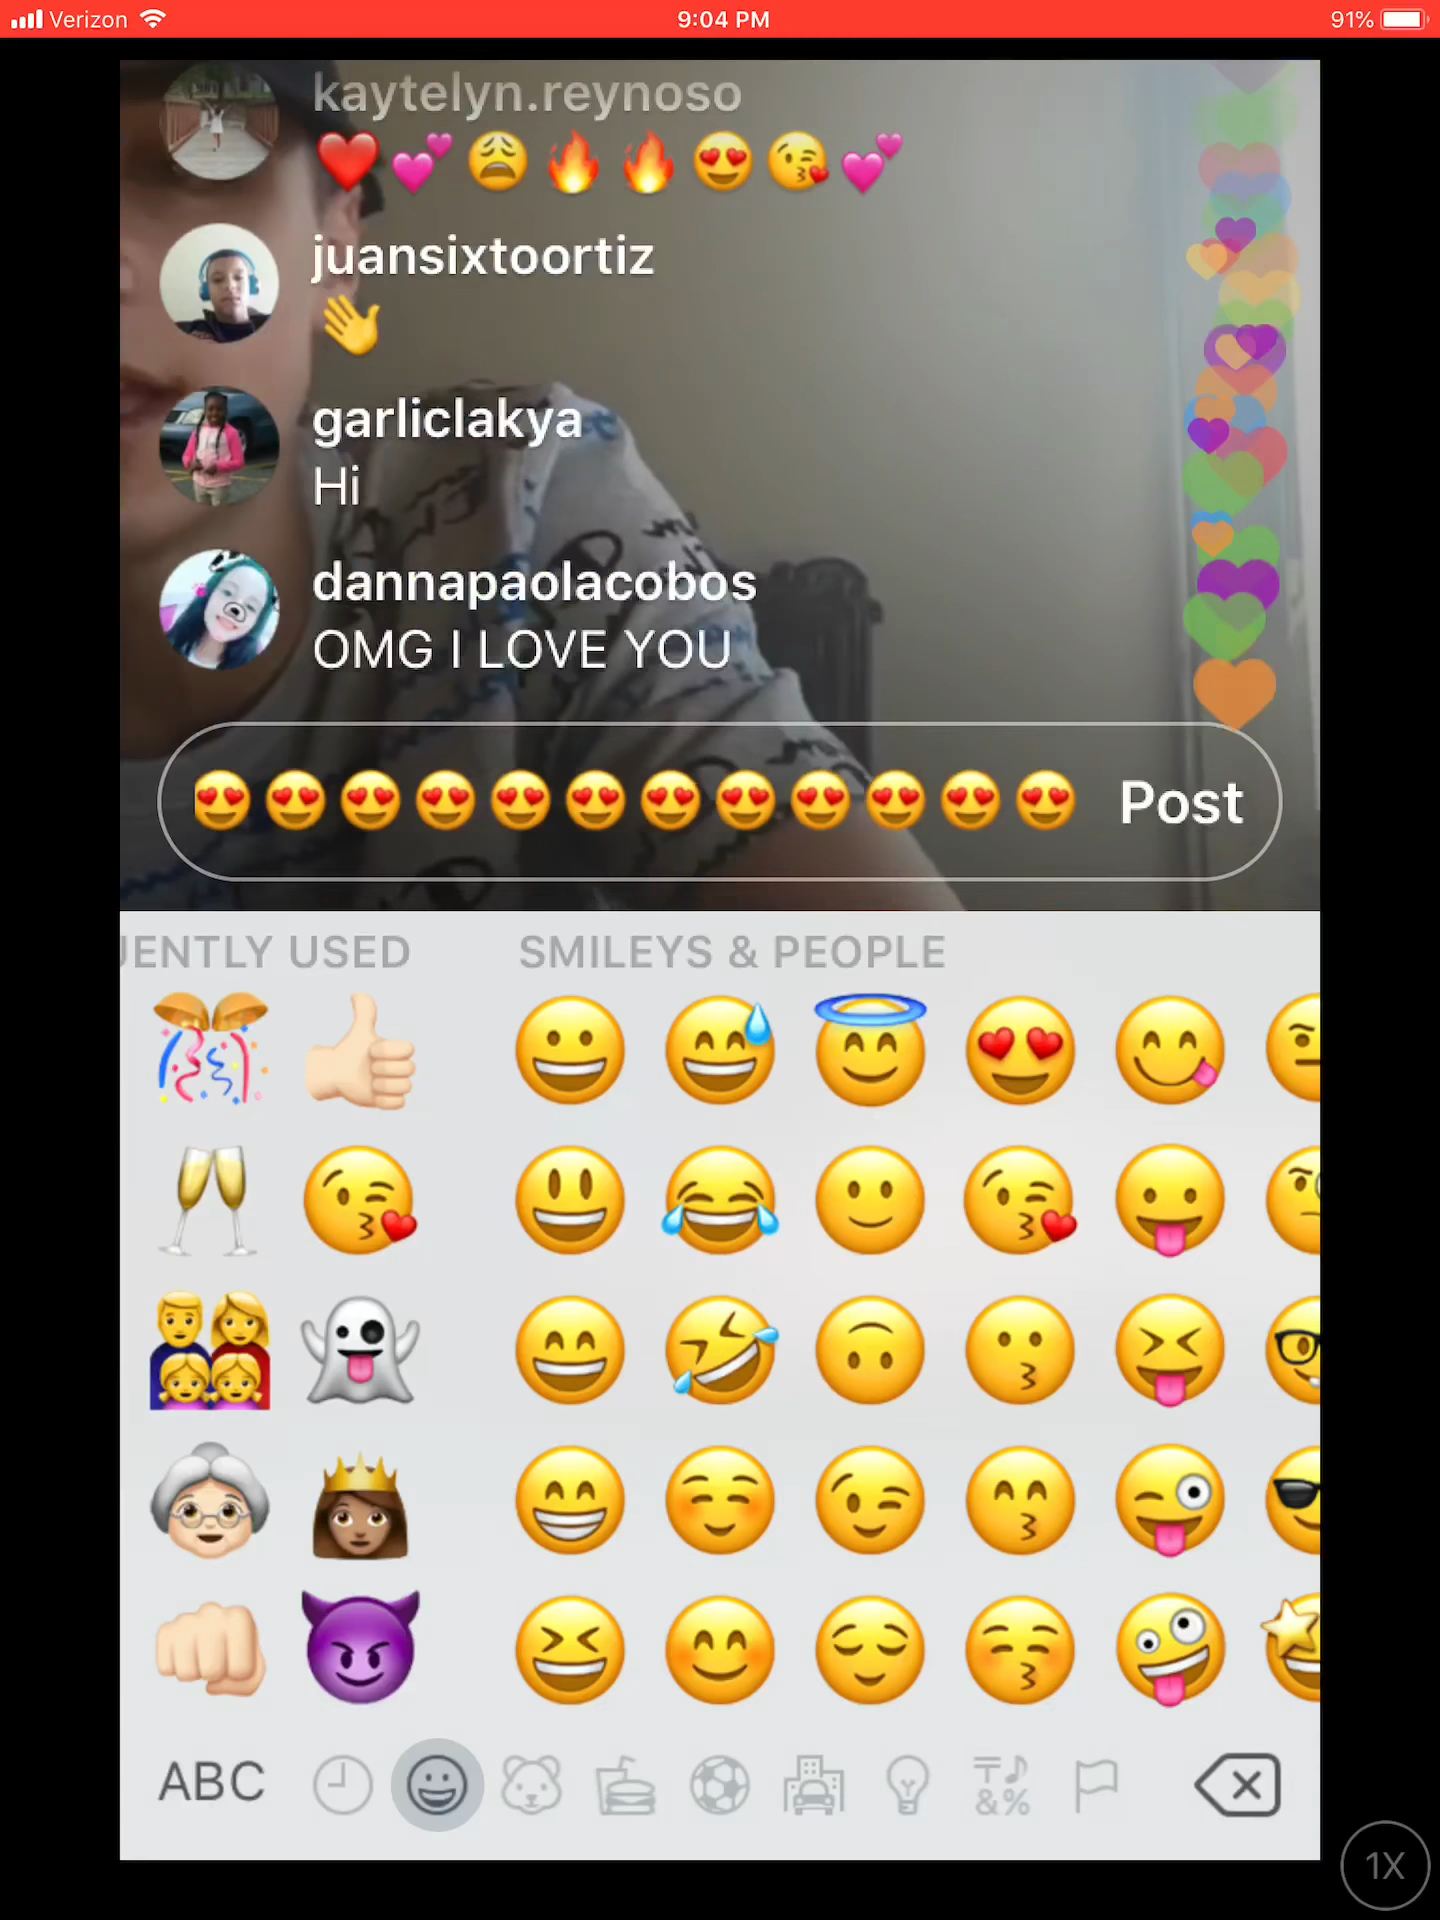 Verizon 9:04 PM 91%
kaytelyn.reynoso
❤️💕😩🔥🔥😍😘💕
juansixtoortiz
👋
garliclakya
Hi
dannapaolacobos
OMG I LOVE YOU
😍😍😍😍😍😍😍😍😍😍😍😍 Post
UENTLY USED SMILEYS & PEOPLE
ABC
&%
1X